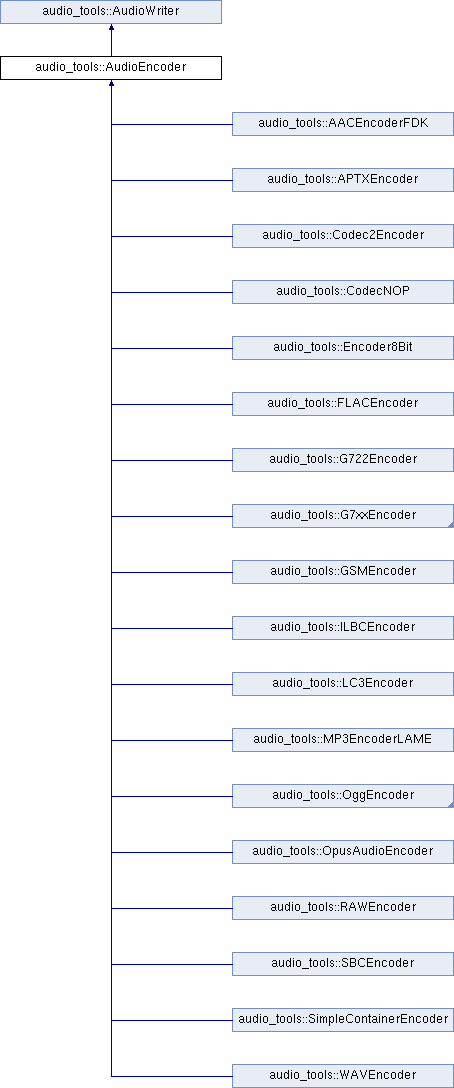 audio_tools::AudioWriter
audio_tools::AudioEncoder
audio_tools::AACEncoderFDK
audio_tools::APTXEncoder
audio_tools::Codec2Encoder
audio_tools::CodecNOP
audio_tools::Encoder8Bit
audio_tools::FLACEncoder
audio_tools::G722Encoder
audio_tools::G7xxEncoder
audio_tools::GSMEncoder
audio_tools::ILBCEncoder
audio_tools::LC3Encoder
audio_tools::MP3EncoderLAME
audio_tools::OggEncoder
audio_tools::OpusAudioEncoder
audio_tools::RAWEncoder
audio_tools::SBCEncoder
audio_tools::SimpleContainerEncoder
audio_tools::WAVEncoder